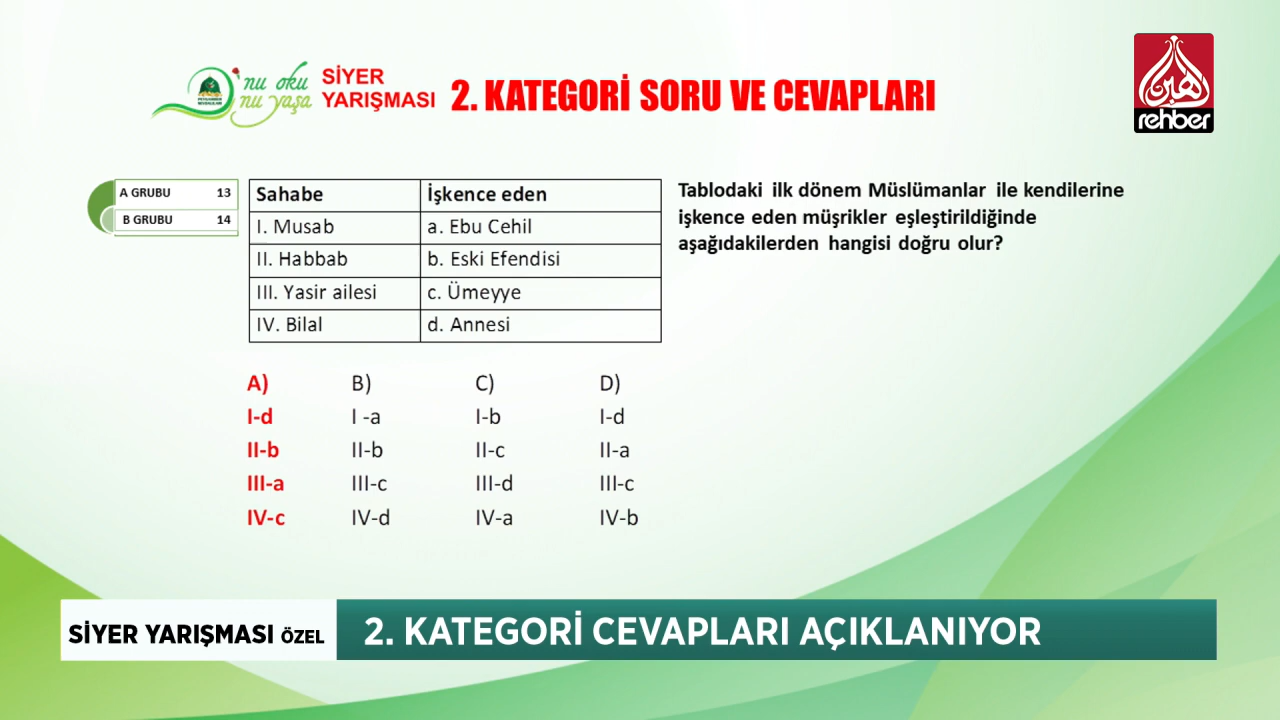 O'nu oku
O'nu yaşa
SİYER
YARIŞMASI
2. KATEGORİ SORU VE CEVAPLARI
هبر
rehber
A GRUBU 13
B GRUBU 14
Sahabe İşkence eden
I. Musab a. Ebu Cehil
II. Habbab b. Eski Efendisi
III. Yasir ailesi c. Ümeyye
IV. Bilal d. Annesi
Tablodaki ilk dönem Müslümanlar ile kendilerine
işkence eden müşrikler eşleştirildiğinde
aşağıdakilerden hangisi doğru olur?
A) B) C) D)
I-d I -a I-b I-d
II-b II-b II-c II-a
III-a III-c III-d III-c
IV-c IV-d IV-a IV-b
SİYER YARIŞMASI ÖZEL
2. KATEGORİ CEVAPLARI AÇIKLANIYOR